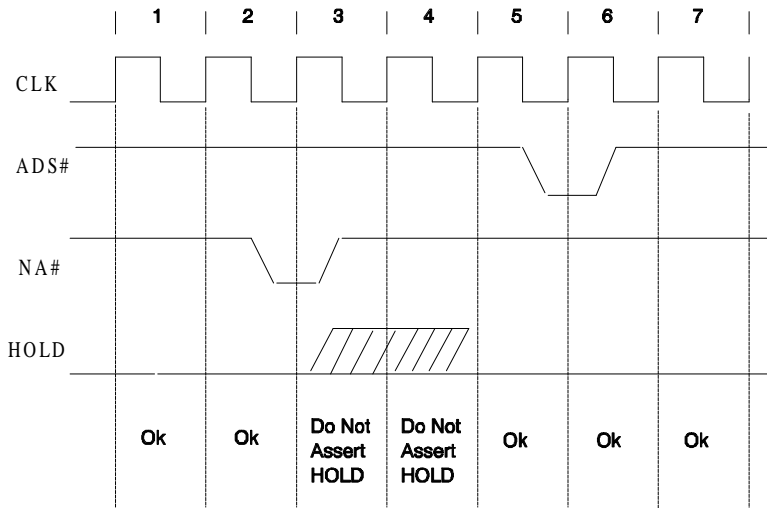 1 2 3 4 5 6 7
CLK
ADS#
NA#
HOLD
Ok Ok Do Not Assert HOLD Do Not Assert HOLD Ok Ok Ok